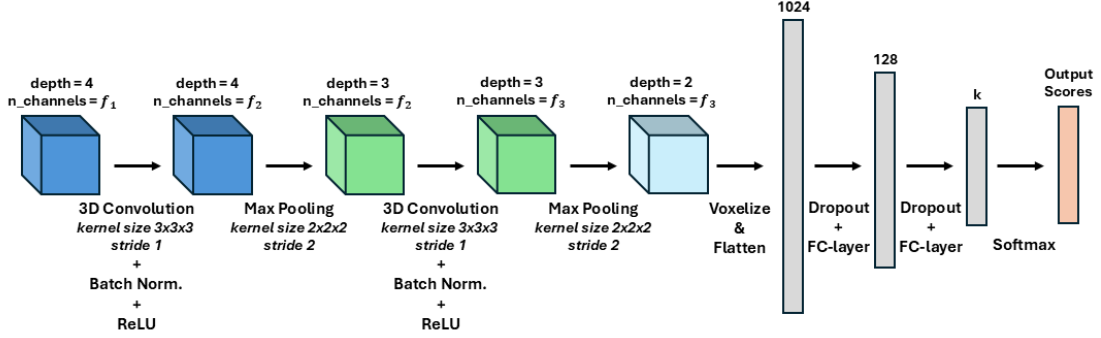 depth = 4
n_channels = f₁
depth = 4
n_channels = f₂
depth = 3
n_channels = f₂
depth = 3
n_channels = f₃
depth = 2
n_channels = f₃
1024
128
k
Output
Scores
3D Convolution
kernel size 3x3x3
stride 1
+
Batch Norm.
+
ReLU
Max Pooling
kernel size 2x2x2
stride 2
3D Convolution
kernel size 3x3x3
stride 1
+
Batch Norm.
+
ReLU
Max Pooling
kernel size 2x2x2
stride 2
Voxelize
&
Flatten
Dropout
+
FC-layer
Dropout
+
FC-layer
Softmax